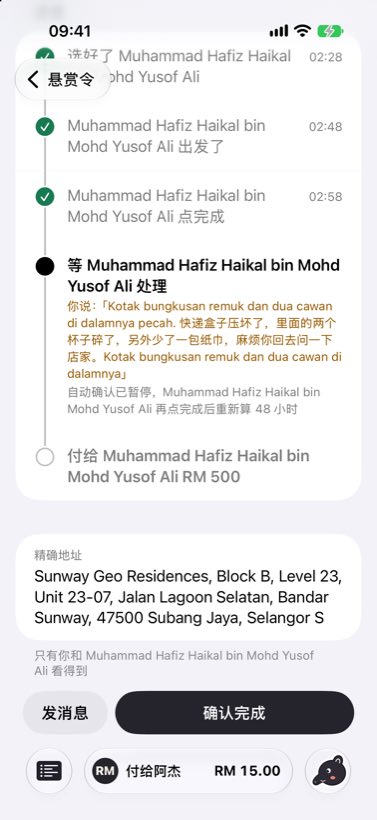 09:41
选好了 Muhammad Hafiz Haikal
02:28
悬赏令
ohd Yusof Ali
Muhammad Hafiz Haikal bin
02:48
Mohd Yusof Ali 出发了
Muhammad Hafiz Haikal bin
02:58
Mohd Yusof Ali 点完成
等 Muhammad Hafiz Haikal bin Mohd
Yusof Ali 处理
你说:「Kotak bungkusan remuk dan dua cawan
di dalamnya pecah. 快递盒子压坏了，里面的两个
杯子碎了，另外少了一包纸巾，麻烦你回去问一下
店家。Kotak bungkusan remuk dan dua cawan di
dalamnya」
自动确认已暂停，Muhammad Hafiz Haikal bin
Mohd Yusof Ali 再点完成后重新算 48 小时
付给 Muhammad Hafiz Haikal bin
Mohd Yusof Ali RM 500
精确地址
Sunway Geo Residences, Block B, Level 23,
Unit 23-07, Jalan Lagoon Selatan, Bandar
Sunway, 47500 Subang Jaya, Selangor S
只有你和 Muhammad Hafiz Haikal bin Mohd Yusof
Ali 看得到
发消息
确认完成
RM 付给阿杰 RM 15.00